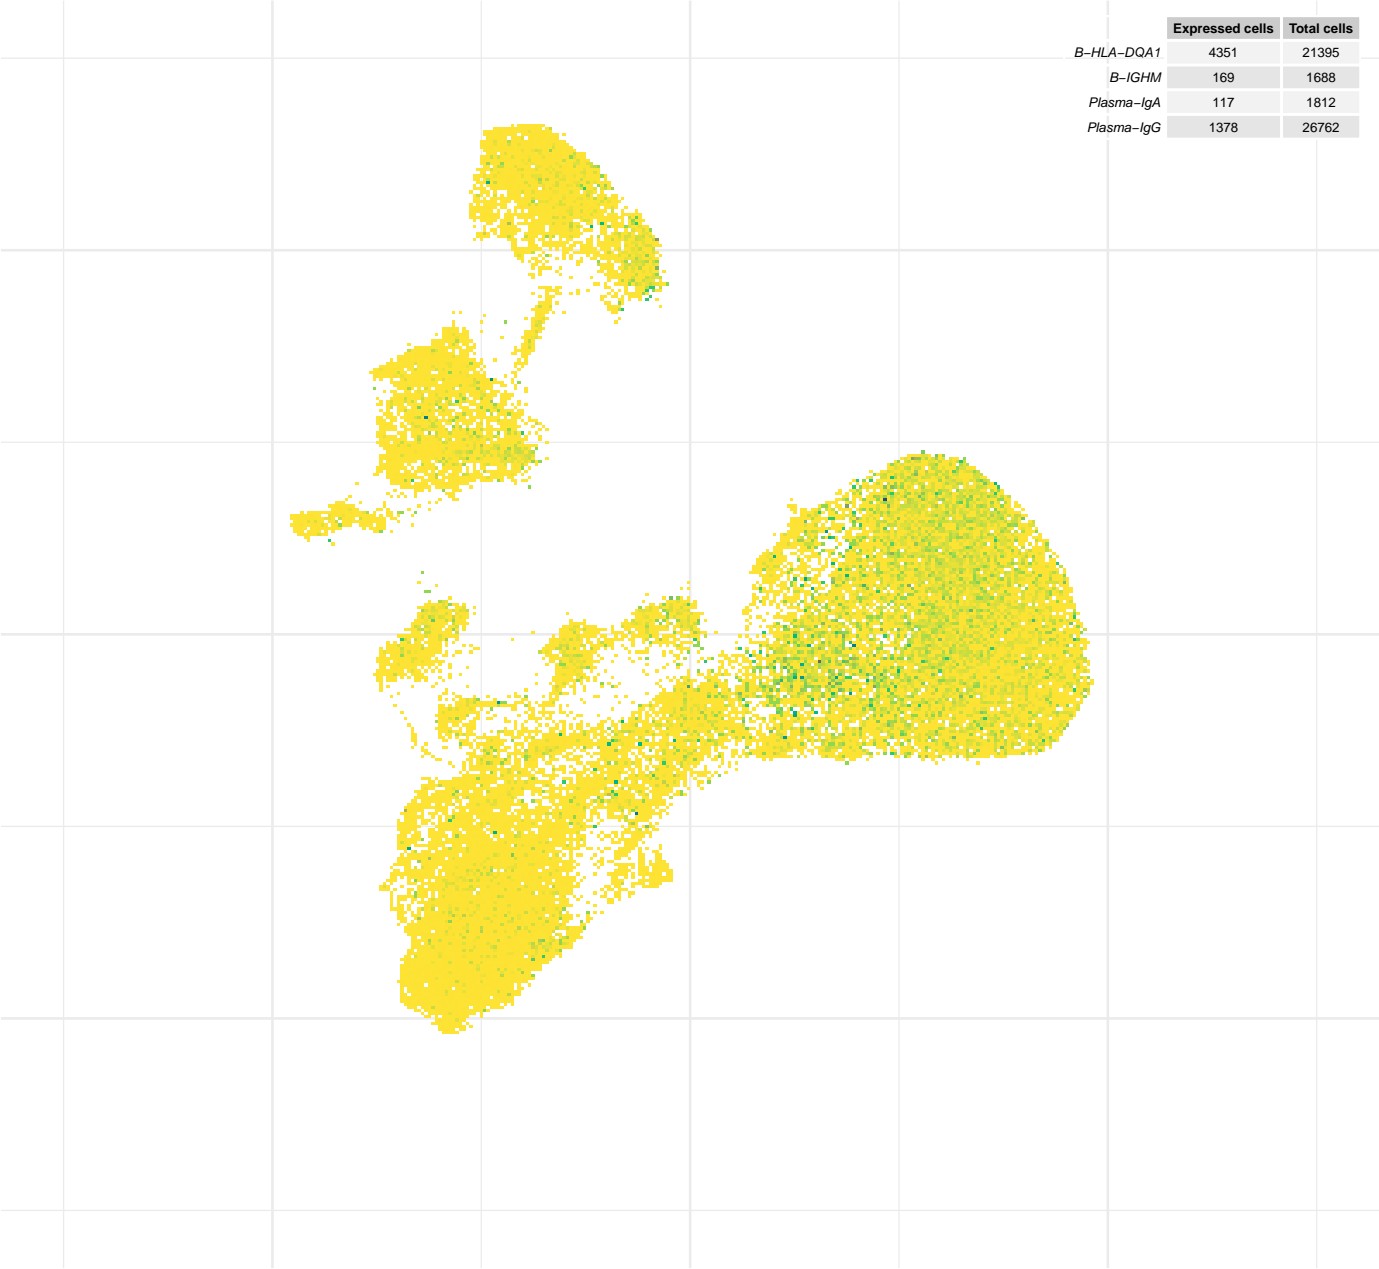 Expressed cells Total cells
B−HLA−DQA1 4351 21395
B−IGHM 169 1688
Plasma−IgA 117 1812
Plasma−IgG 1378 26762